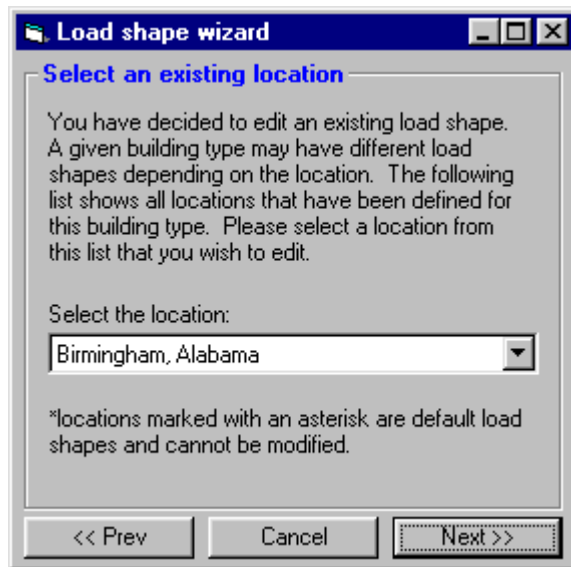 Load shape wizard
Select an existing location
You have decided to edit an existing load shape.
A given building type may have different load
shapes depending on the location.  The following
list shows all locations that have been defined for
this building type.  Please select a location from
this list that you wish to edit.
Select the location:
Birmingham, Alabama
*locations marked with an asterisk are default load
shapes and cannot be modified.
<< Prev
Cancel
Next >>